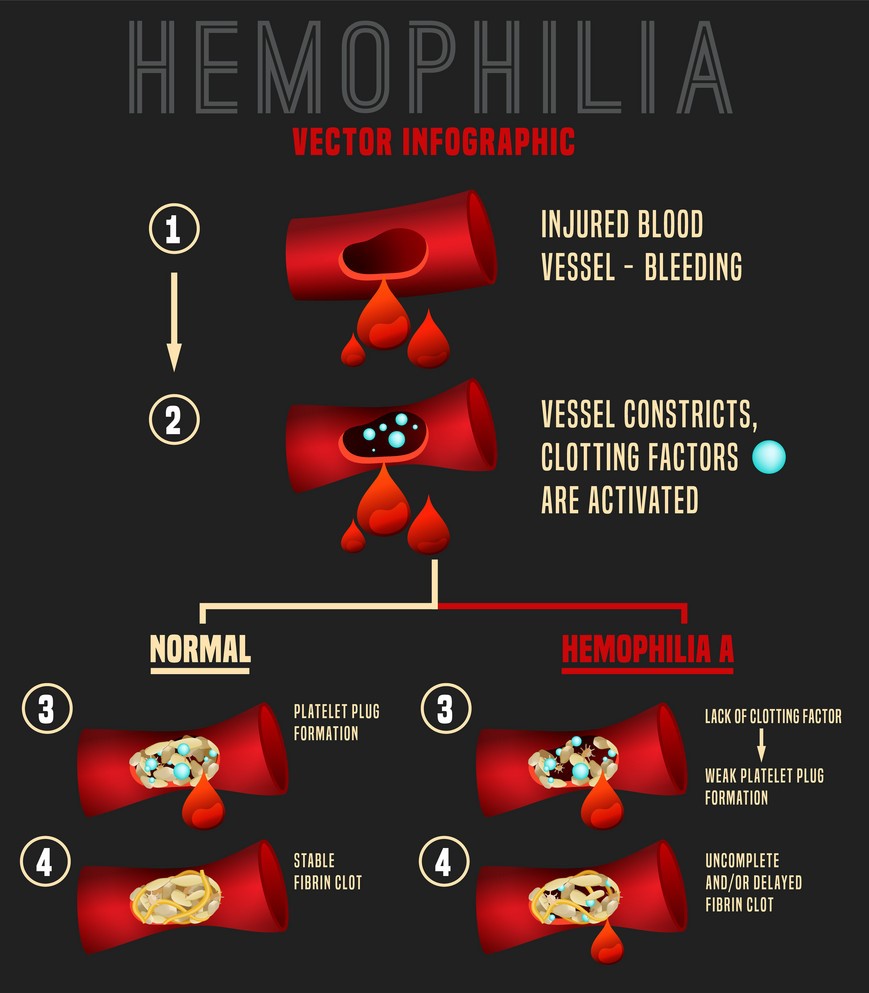 HEMOPHILIA
VECTOR INFOGRAPHIC
1
INJURED BLOOD
VESSEL - BLEEDING
2
VESSEL CONSTRICTS,
CLOTTING FACTORS
ARE ACTIVATED
NORMAL
3
PLATELET PLUG
FORMATION
4
STABLE
FIBRIN CLOT
HEMOPHILIA A
3
LACK OF CLOTTING FACTOR
WEAK PLATELET PLUG
FORMATION
4
UNCOMPLETE
AND/OR DELAYED
FIBRIN CLOT